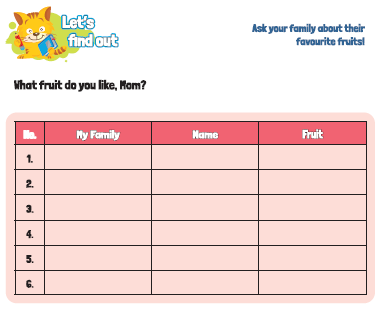 Let's
find out
Ask your family about their
favourite fruits!
What fruit do you like, Mom?
No. My Family Name Fruit
1.
2.
3.
4.
5.
6.